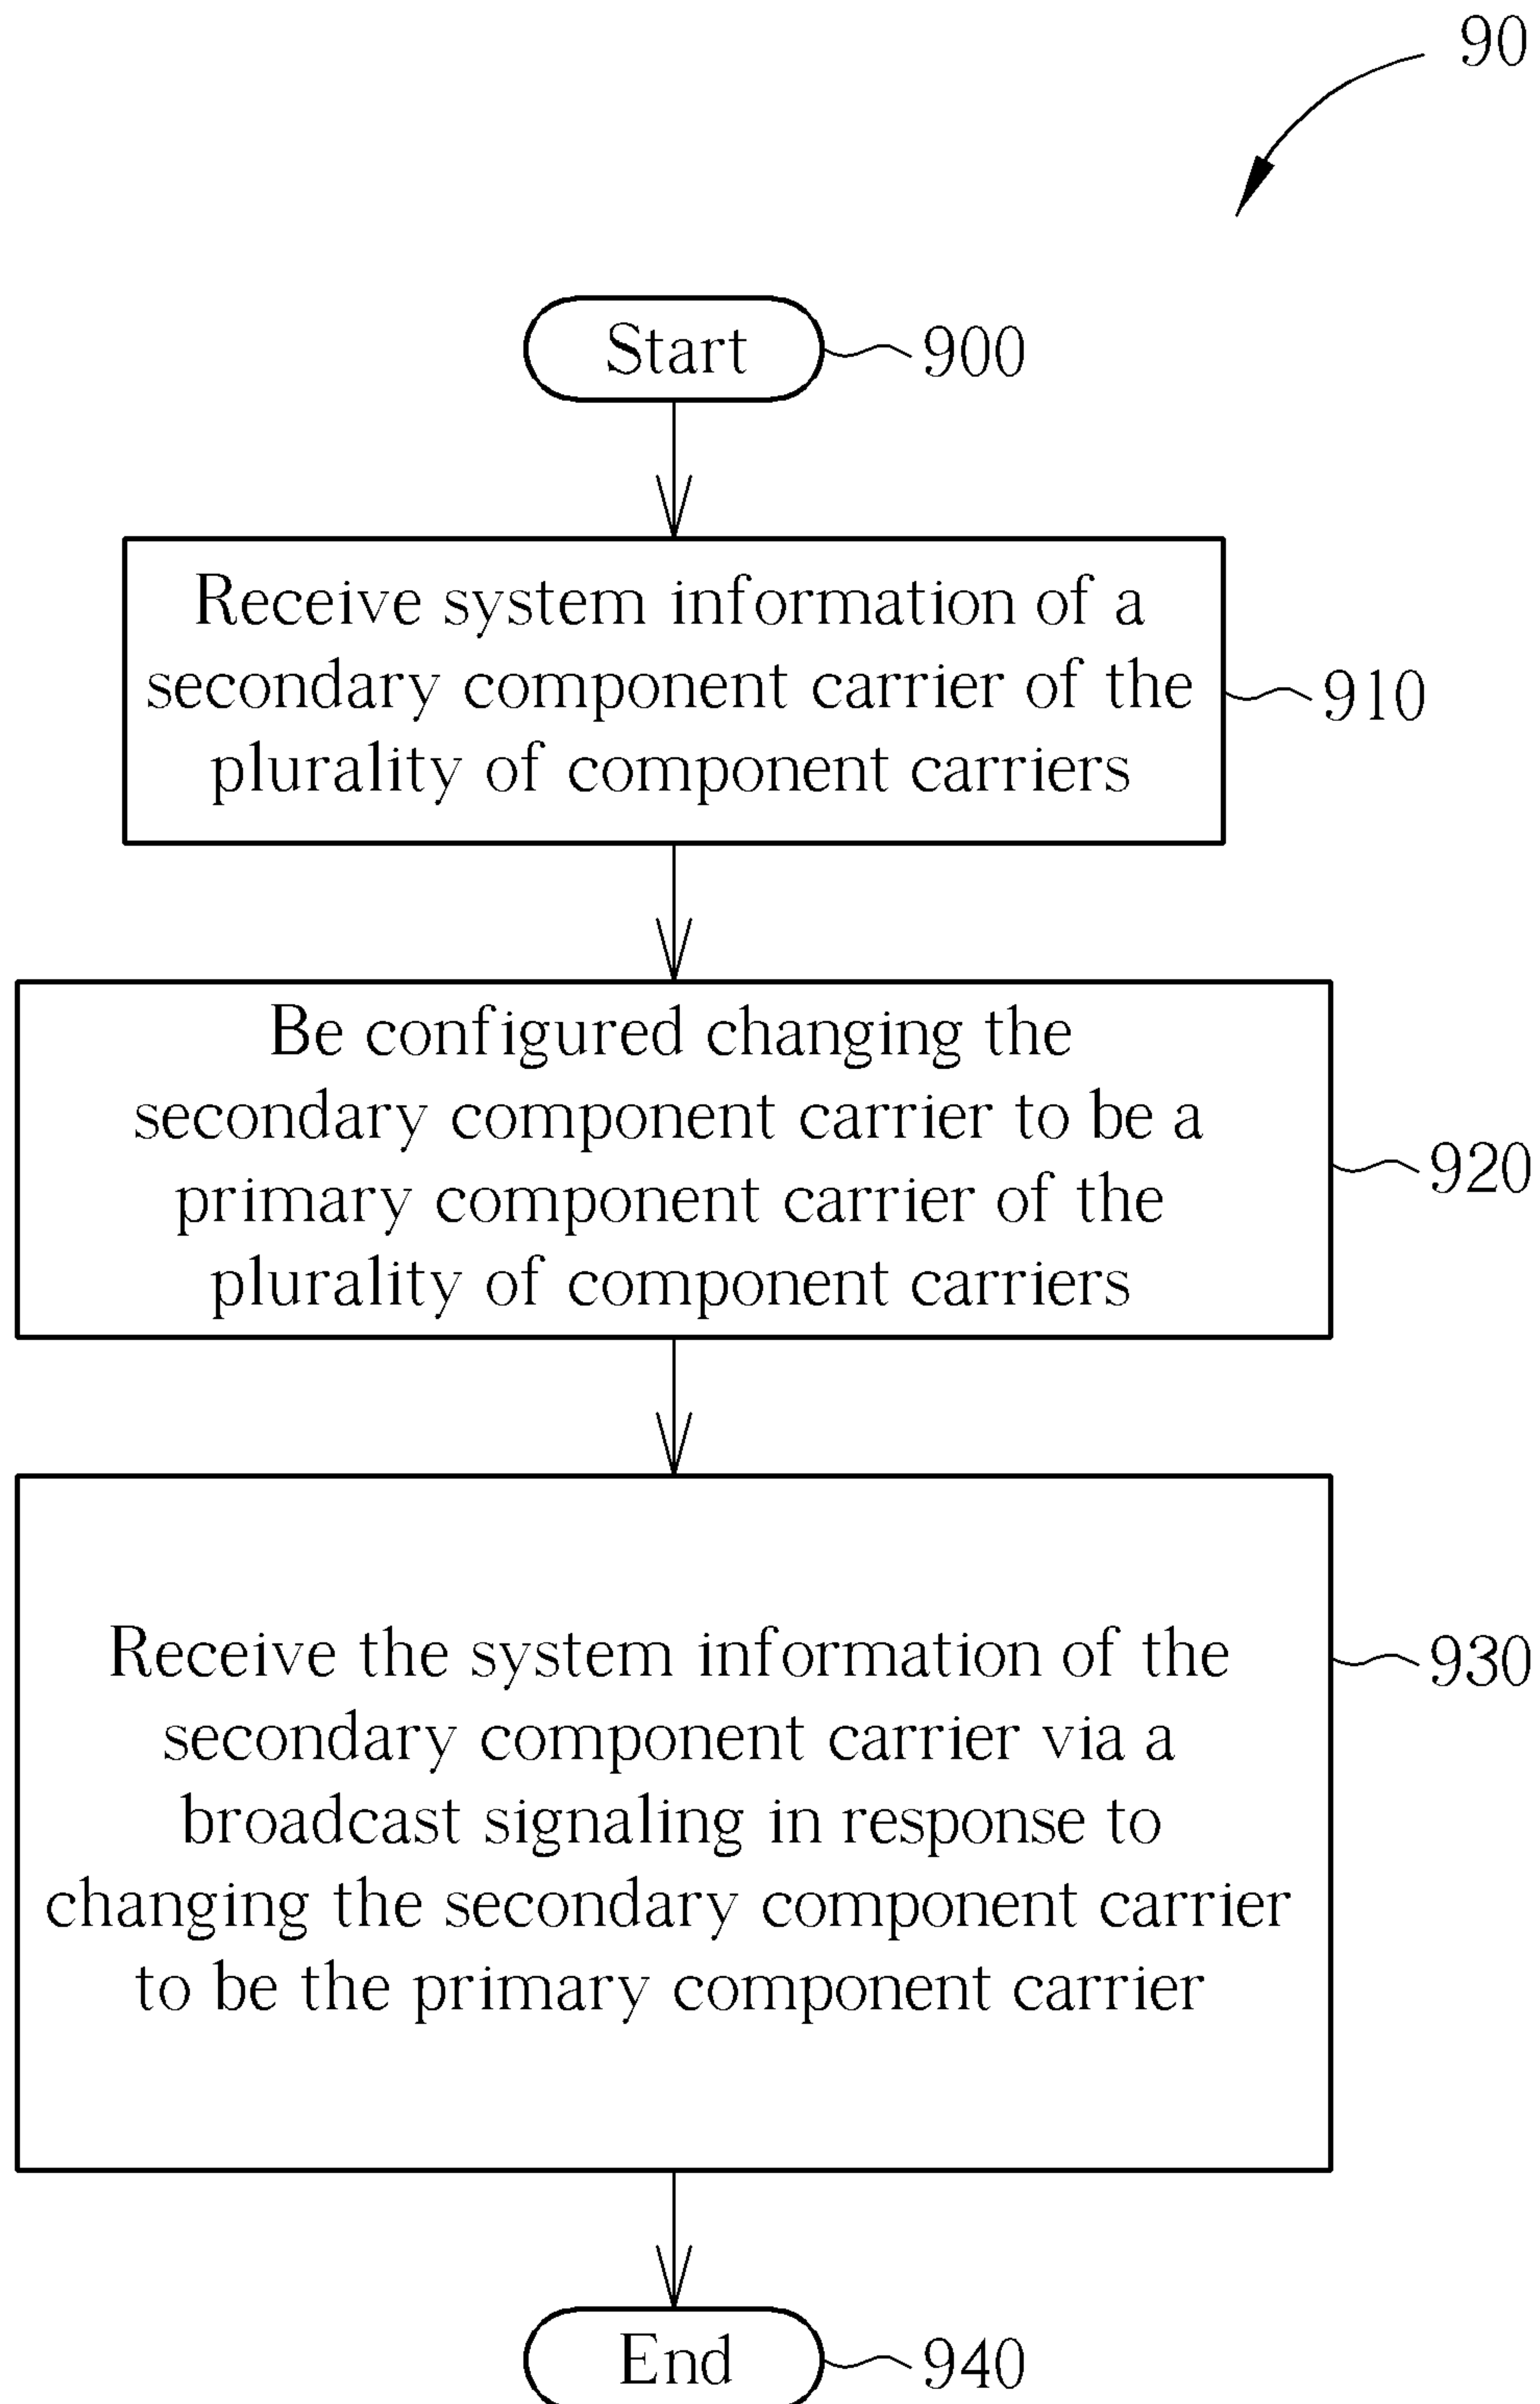 90
Start
900
Receive system information of a
secondary component carrier of the
plurality of component carriers
910
Be configured changing the
secondary component carrier to be a
primary component carrier of the
plurality of component carriers
920
Receive the system information of the
secondary component carrier via a
broadcast signaling in response to
changing the secondary component carrier
to be the primary component carrier
930
End
940